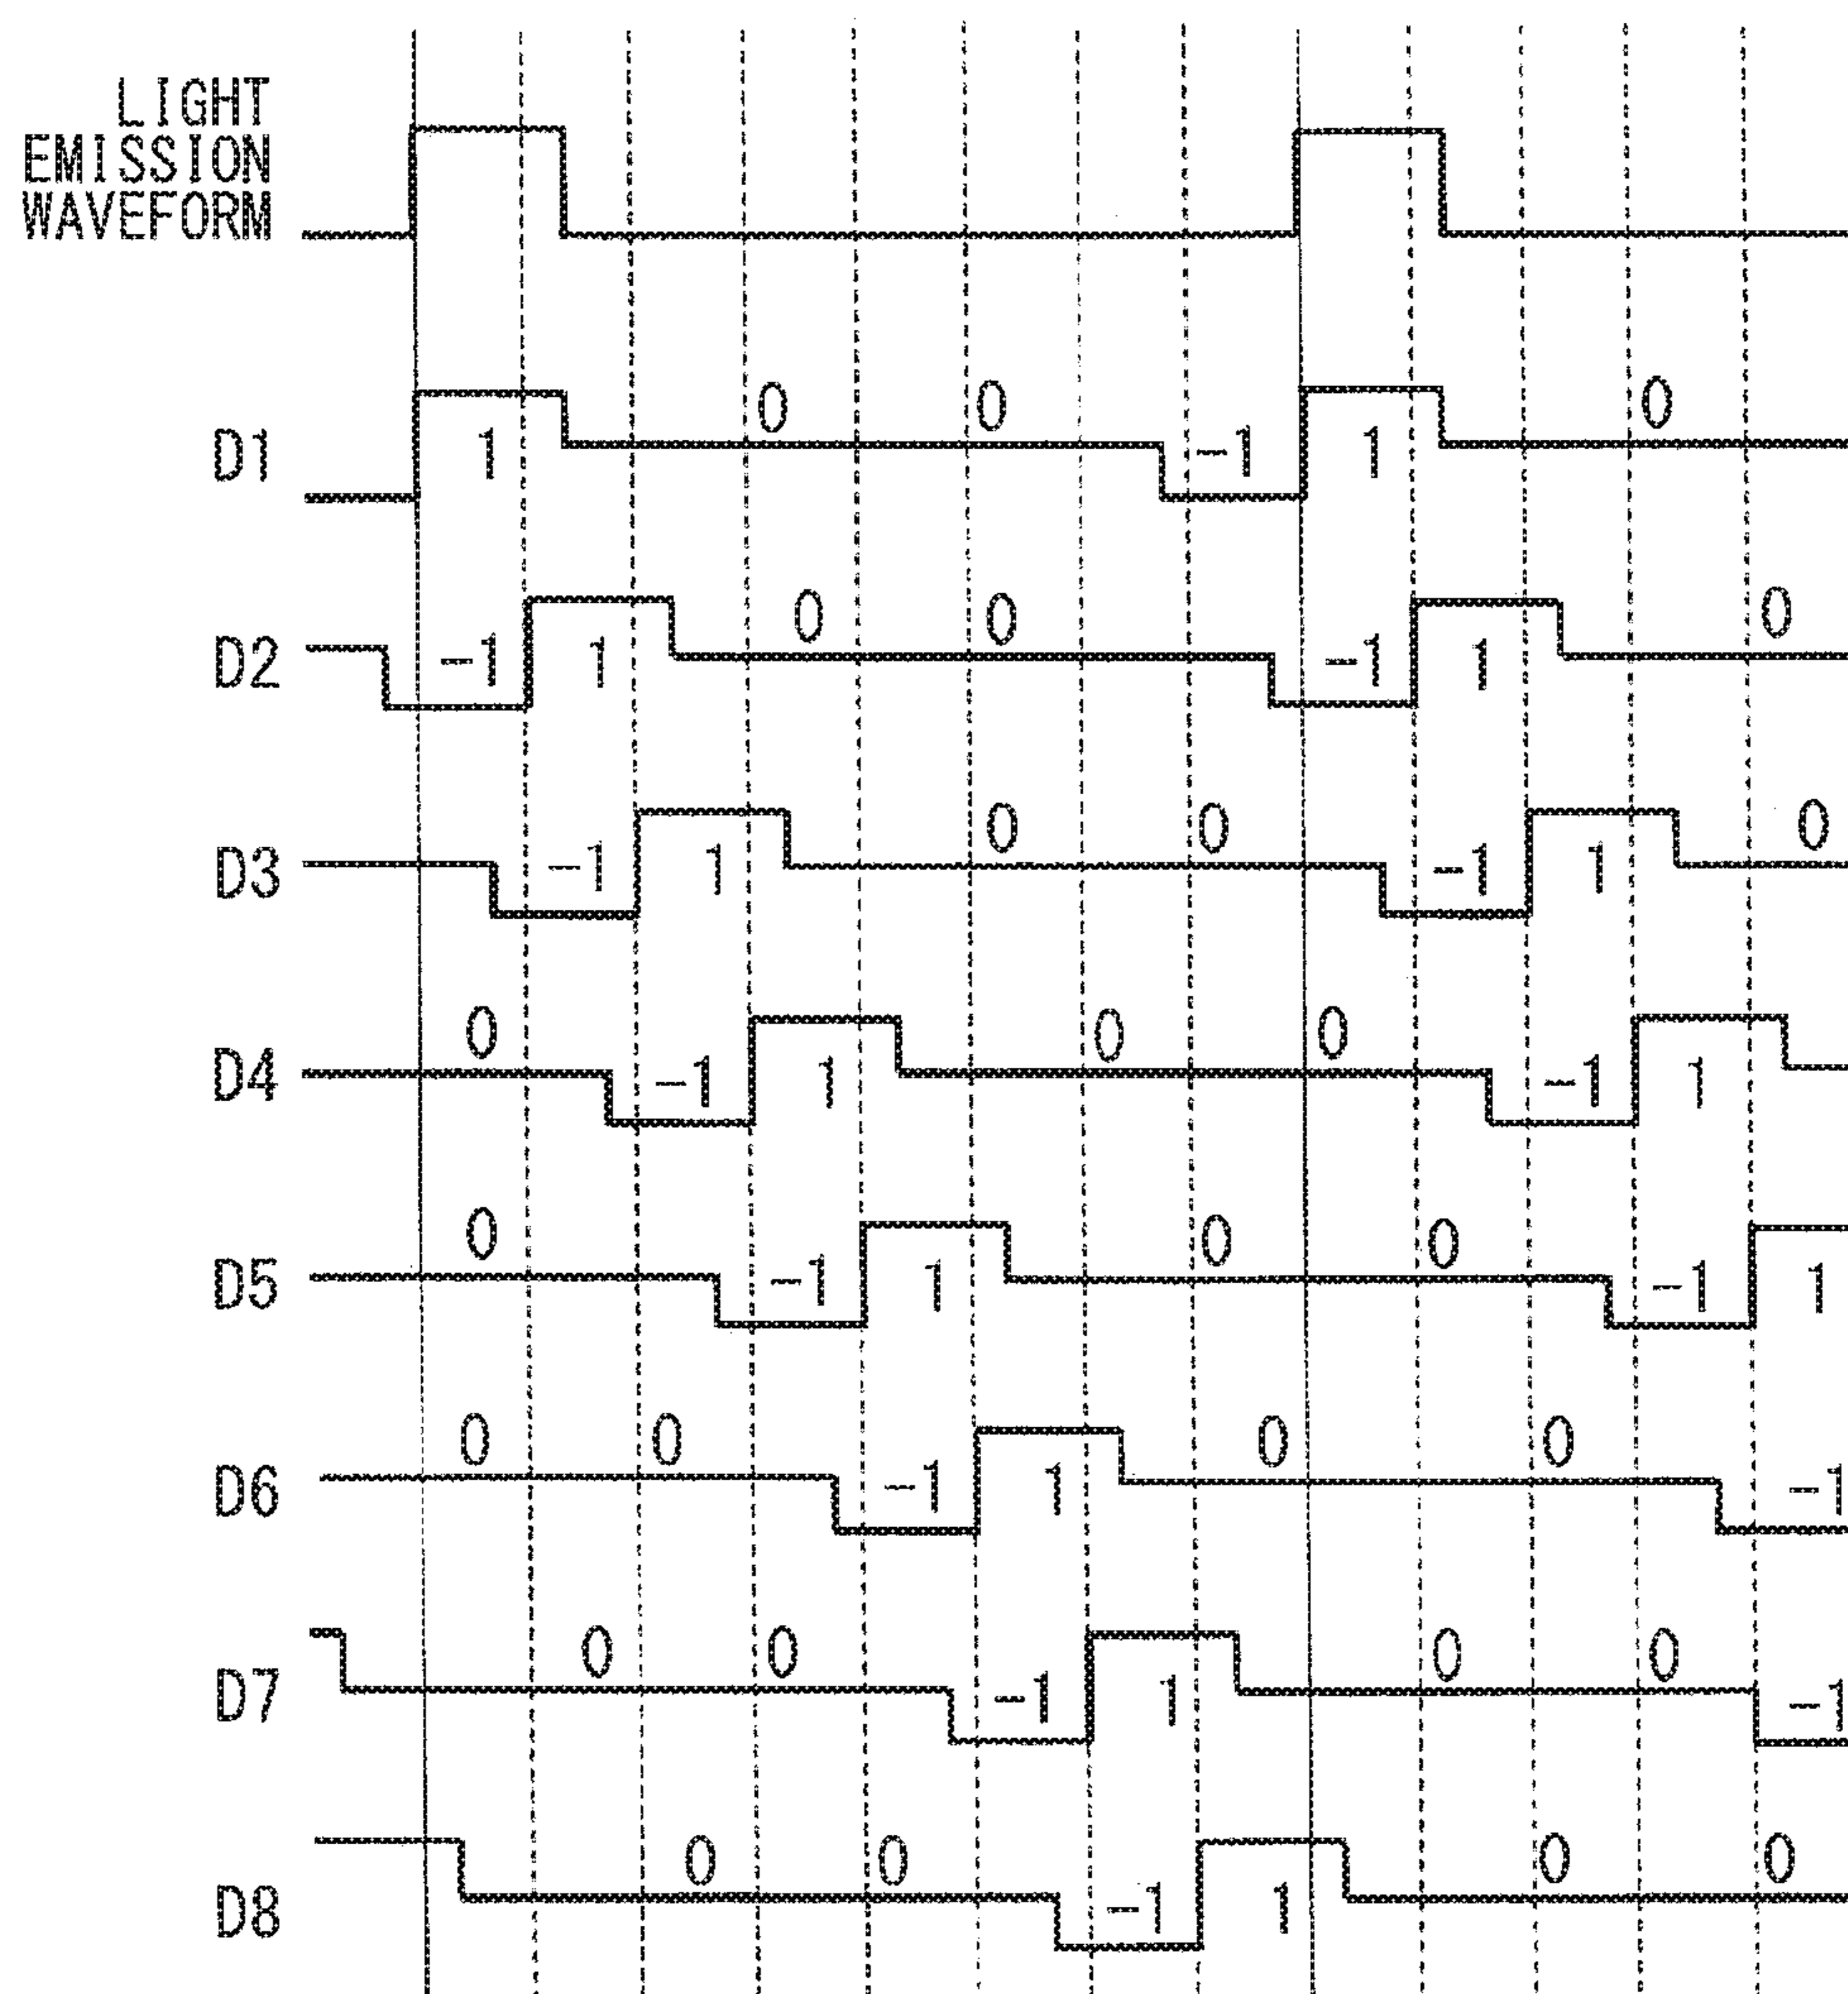 LIGHT
EMISSION
WAVEFORM
D1 1 0 0 -1 1 0
D2 -1 1 0 0 -1 1 0
D3 -1 1 0 0 -1 1 0
D4 0 -1 1 0 0 -1 1
D5 0 -1 1 0 0 -1 1
D6 0 0 -1 1 0 0 -1
D7 0 0 -1 1 0 0 -1
D8 0 0 -1 1 0 0